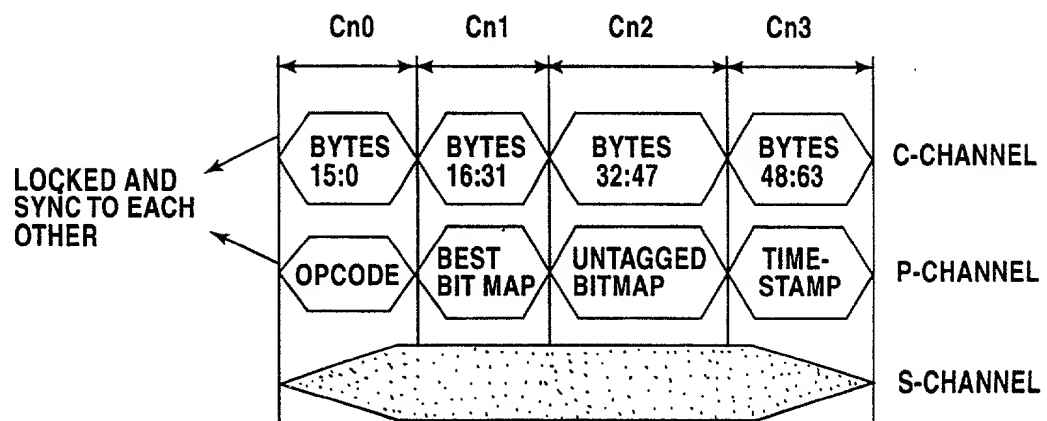 Cn0 Cn1 Cn2 Cn3
BYTES BYTES BYTES BYTES
15:0 16:31 32:47 48:63
C-CHANNEL
LOCKED AND
SYNC TO EACH
OTHER
OPCODE
BEST
BIT MAP
UNTAGGED
BITMAP
TIME-
STAMP
P-CHANNEL
S-CHANNEL